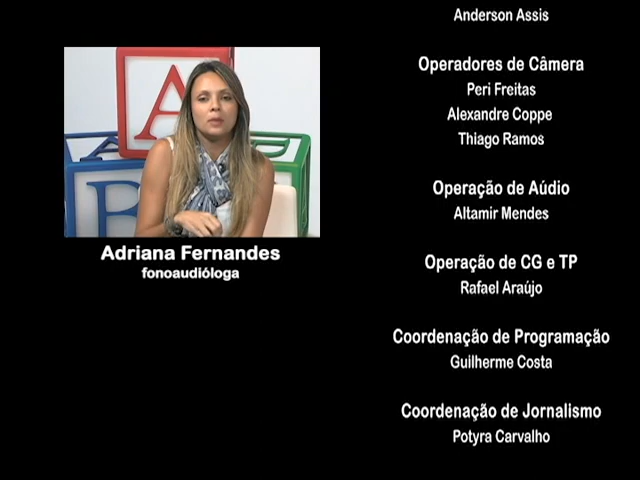 A
B
Adriana Fernandes
fonoaudióloga
Anderson Assis
Operadores de Câmera
Peri Freitas
Alexandre Coppe
Thiago Ramos
Operação de Aúdio
Altamir Mendes
Operação de CG e TP
Rafael Araújo
Coordenação de Programação
Guilherme Costa
Coordenação de Jornalismo
Potyra Carvalho